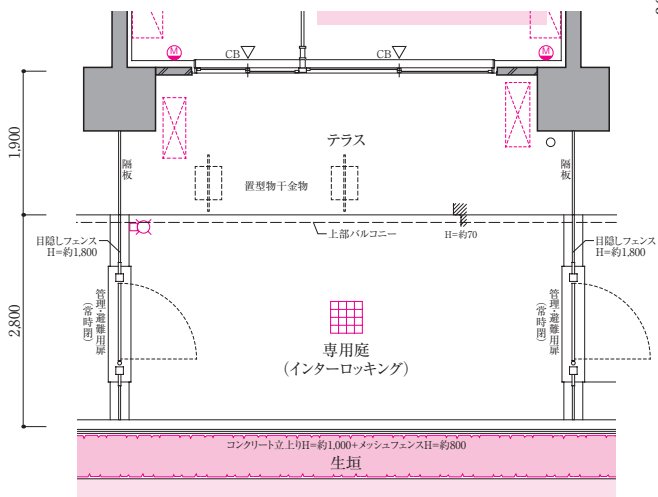 M
CB
CB
M
1,900
テラス
隔板
隔板
置型物干金物
上部バルコニー
H=約70
目隠しフェンス
H=約1,800
目隠しフェンス
H=約1,800
2,800
管理・避難用扉
(常時閉)
管理・避難用扉
(常時閉)
専用庭
(インターロッキング)
コンクリート立上りH=約1,000+メッシュフェンスH=約800
生垣